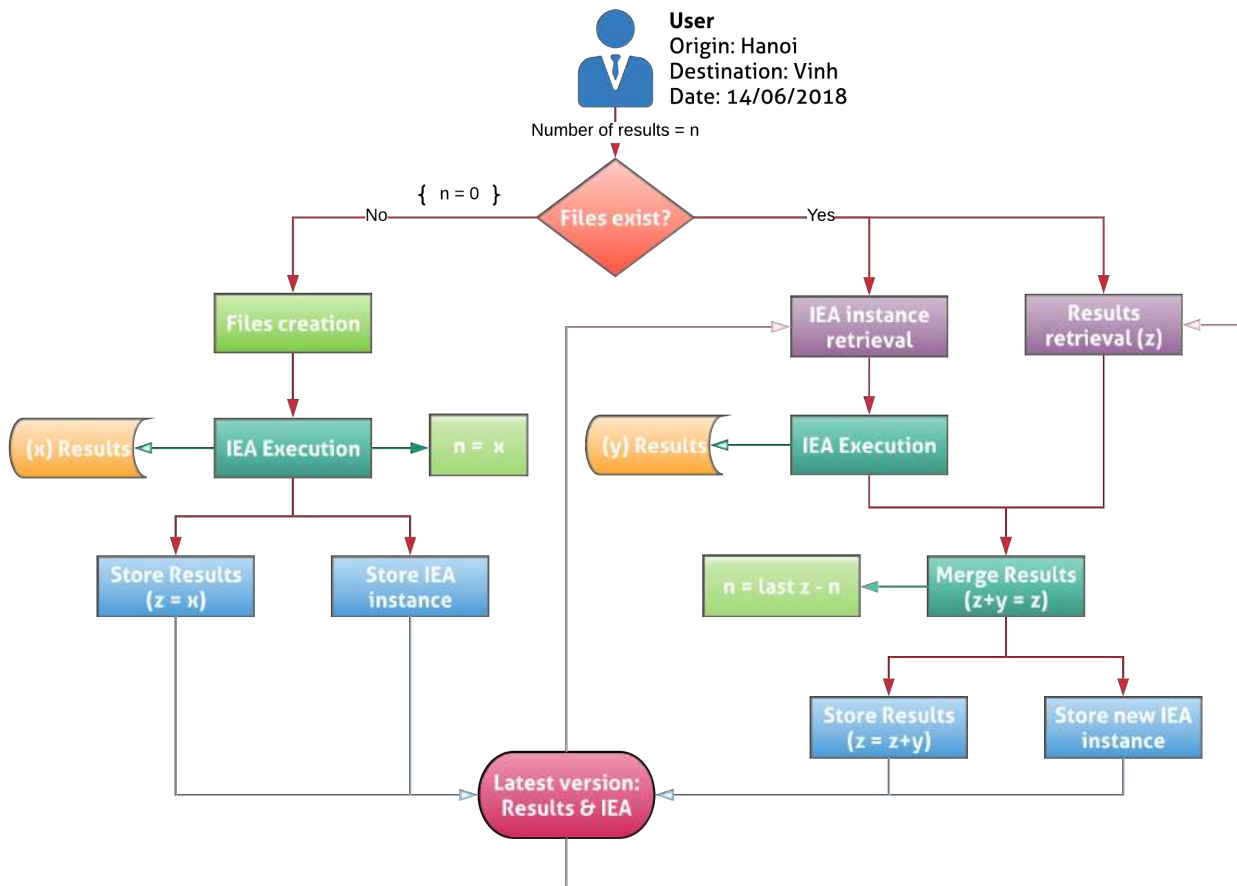 User
Origin: Hanoi
Destination: Vinh
Date: 14/06/2018
Number of results = n
{ n = 0 }
No
Files exist?
Yes
Files creation
IEA instance
retrieval
Results
retrieval (z)
(x) Results
IEA Execution
n = x
(y) Results
IEA Execution
Store Results
(z = x)
Store IEA
instance
n = last z - n
Merge Results
(z+y = z)
Store Results
(z = z+y)
Store new IEA
instance
Latest version:
Results & IEA